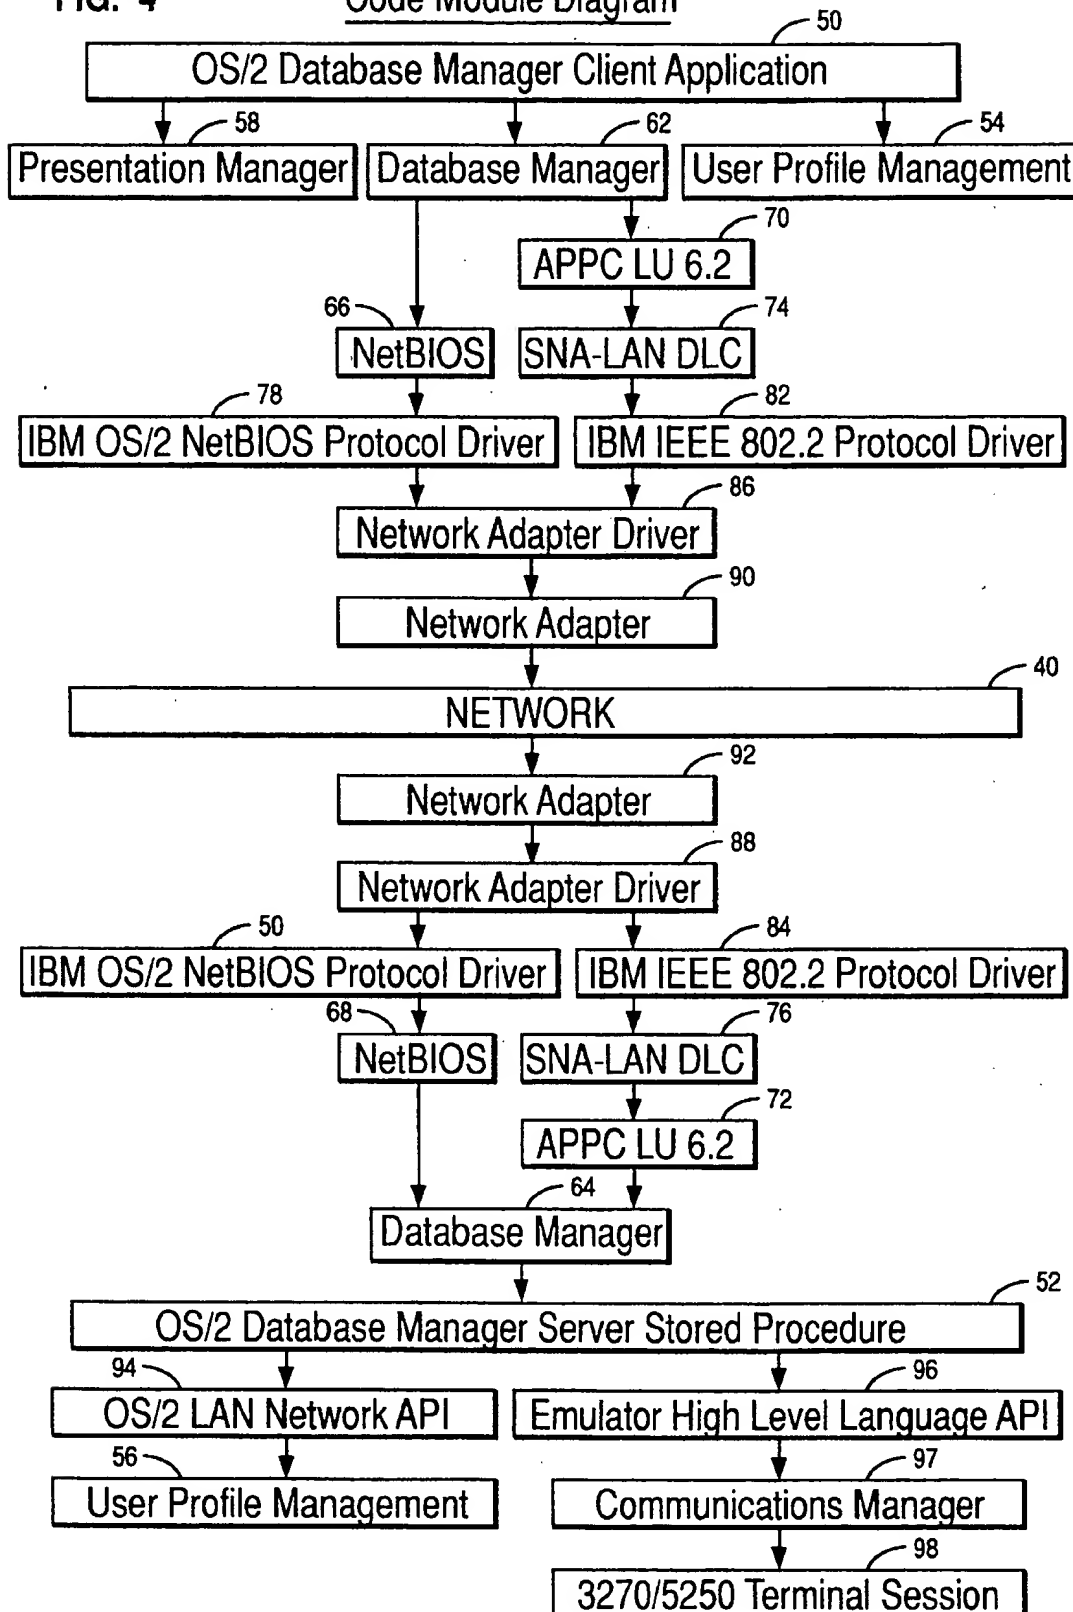 FIG. 4 Code Module Diagram
50
OS/2 Database Manager Client Application
58 62 54
Presentation Manager Database Manager User Profile Management
70
APPC LU 6.2
66 74
NetBIOS SNA-LAN DLC
78 82
IBM OS/2 NetBIOS Protocol Driver IBM IEEE 802.2 Protocol Driver
86
Network Adapter Driver
90
Network Adapter
40
NETWORK
92
Network Adapter
88
Network Adapter Driver
50 84
IBM OS/2 NetBIOS Protocol Driver IBM IEEE 802.2 Protocol Driver
68 76
NetBIOS SNA-LAN DLC
72
APPC LU 6.2
64
Database Manager
52
OS/2 Database Manager Server Stored Procedure
94 96
OS/2 LAN Network API Emulator High Level Language API
56 97
User Profile Management Communications Manager
98
3270/5250 Terminal Session